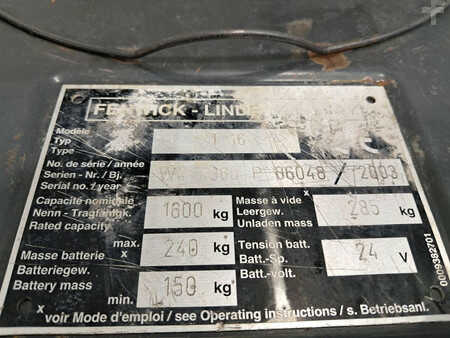 FENWICK - LINDE
Modèle
Typ
Type
No. de série / année
Serien - Nr. / Bj. 06048 / 2003
Serial no. / year
Capacité nominale
Nenn - Tragfähigk. 1600 kg
Rated capacity
Masse à vide
Leergew. 285 kg
Unladen mass
max.
Masse batterie x 240 kg
Batteriegew.
Battery mass 150 kg
min.
x
Tension batt.
Batt.-Sp. 24 V
Batt.-volt.
0009382701
x voir Mode d'emploi / see Operating instructions / s. Betriebsanl.